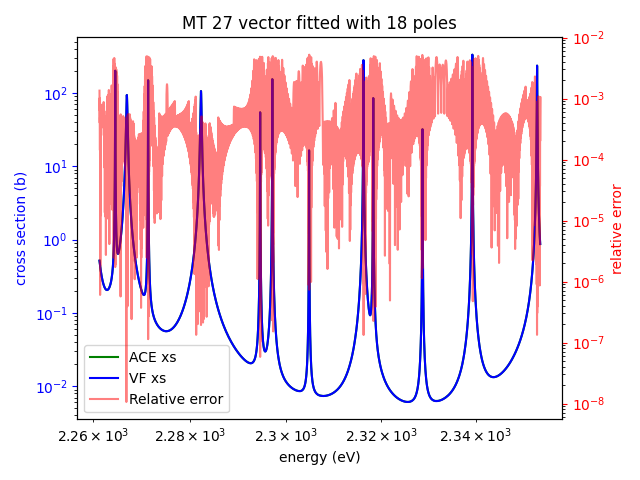 MT 27 vector fitted with 18 poles
cross section (b)
10²
10¹
10⁰
10⁻¹
10⁻²
10⁻²
10⁻³
10⁻⁴
10⁻⁵
10⁻⁶
10⁻⁷
10⁻⁸
relative error
ACE xs
VF xs
Relative error
2.26 × 10³ 2.28 × 10³ 2.3 × 10³ 2.32 × 10³ 2.34 × 10³
energy (eV)